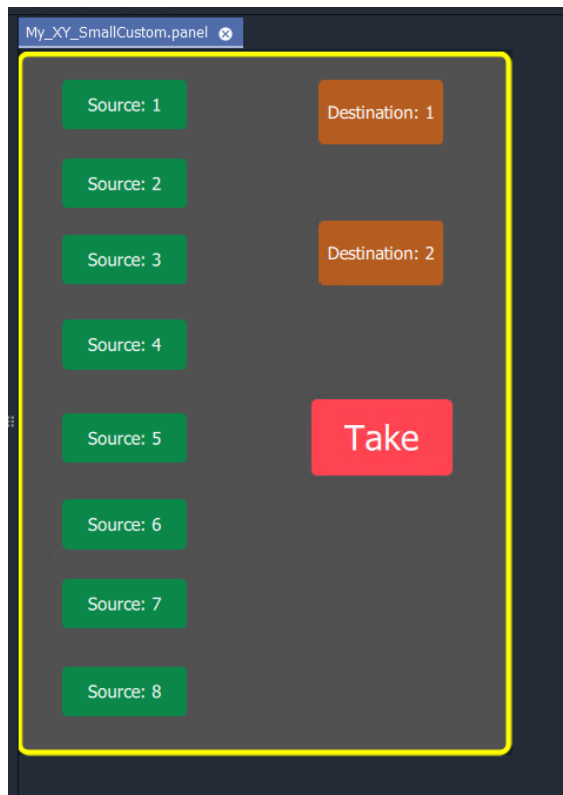 My_XY_SmallCustom.panel
Source: 1
Source: 2
Source: 3
Source: 4
Source: 5
Source: 6
Source: 7
Source: 8
Destination: 1
Destination: 2
Take